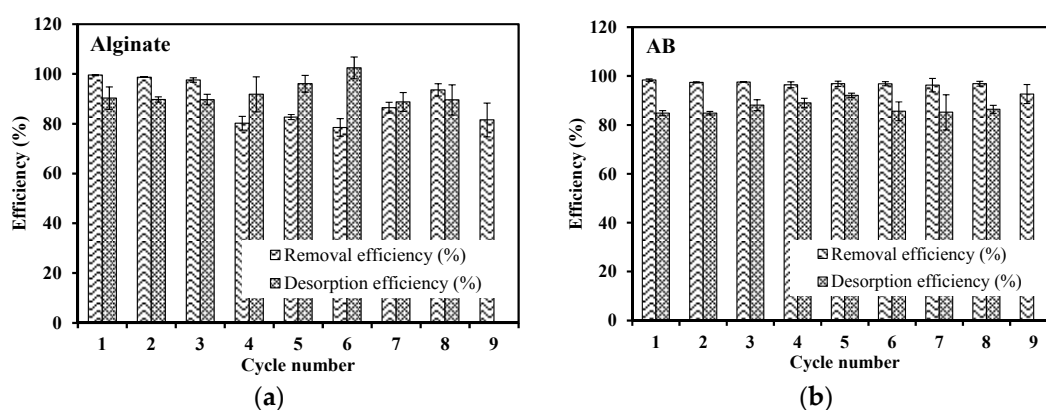 Alginate
120
100
80
60
40
20
0
Efficiency (%)
Removal efficiency (%)
Desorption efficiency (%)
1 2 3 4 5 6 7 8 9
Cycle number
(a)
AB
120
100
80
60
40
20
0
Efficiency (%)
Removal efficiency (%)
Desorption efficiency (%)
1 2 3 4 5 6 7 8 9
Cycle number
(b)